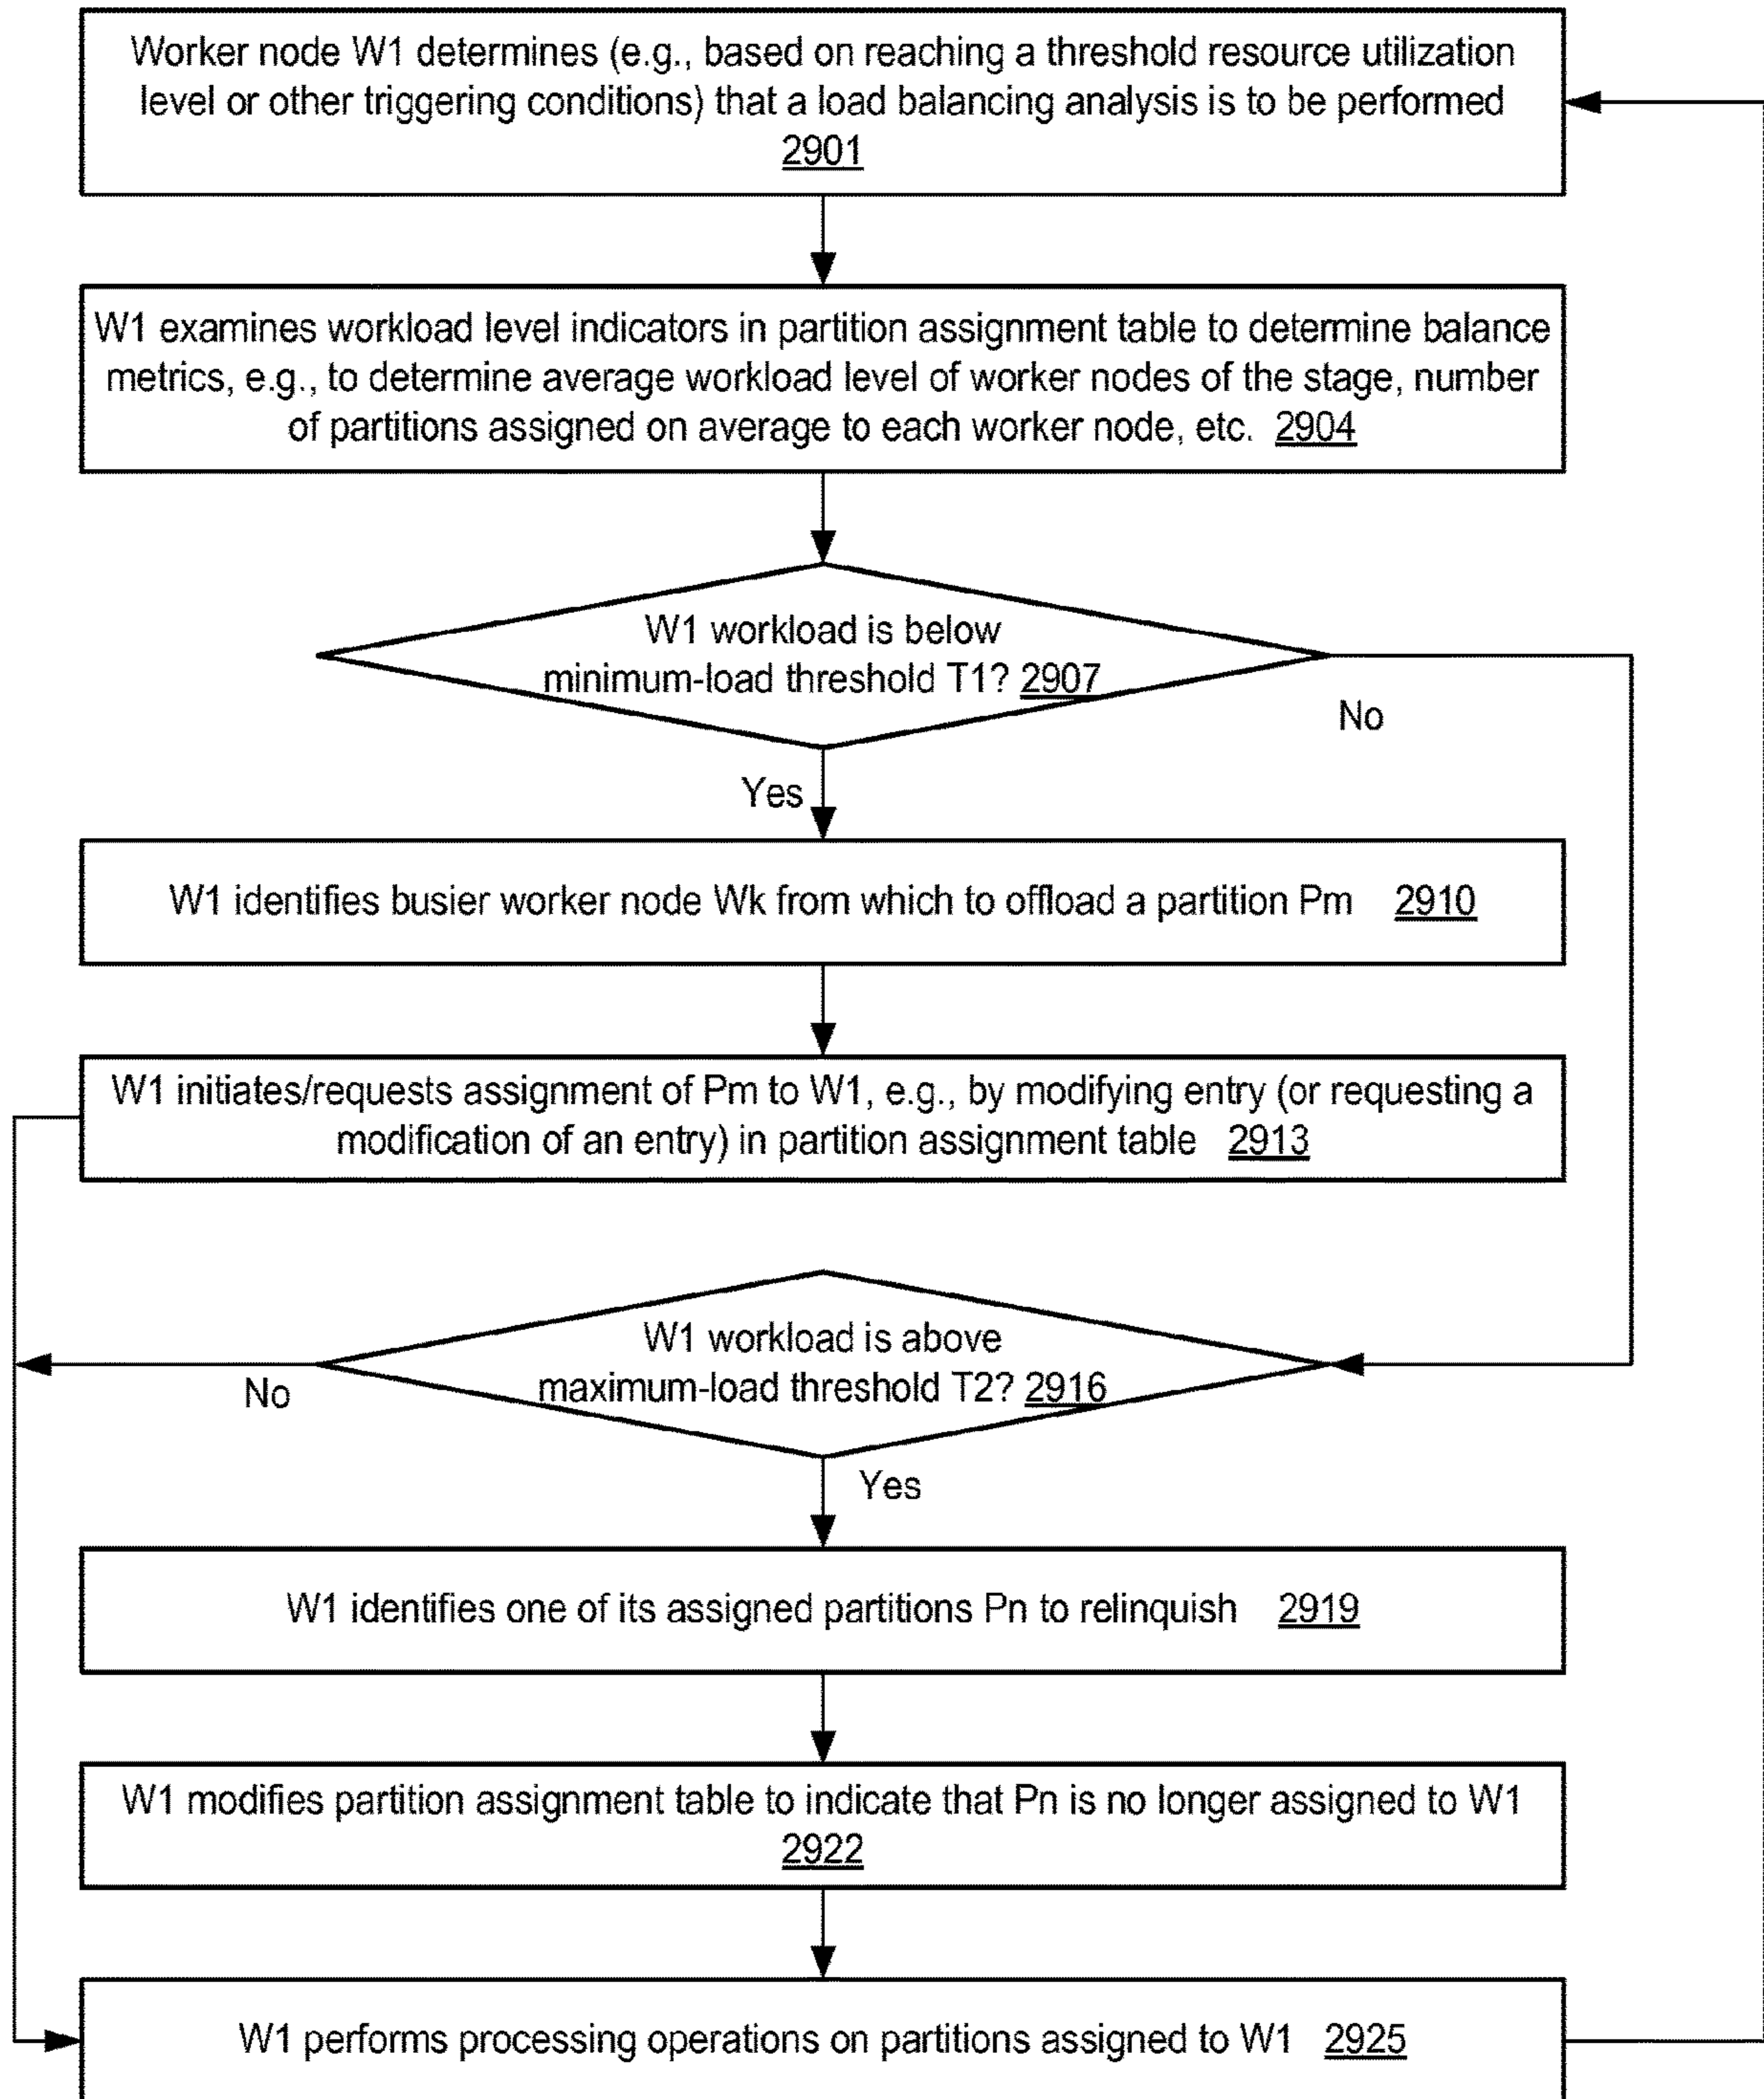 Worker node W1 determines (e.g., based on reaching a threshold resource utilization
level or other triggering conditions) that a load balancing analysis is to be performed
2901
W1 examines workload level indicators in partition assignment table to determine balance
metrics, e.g., to determine average workload level of worker nodes of the stage, number
of partitions assigned on average to each worker node, etc. 2904
W1 workload is below
minimum-load threshold T1? 2907
No
Yes
W1 identifies busier worker node Wk from which to offload a partition Pm 2910
W1 initiates/requests assignment of Pm to W1, e.g., by modifying entry (or requesting a
modification of an entry) in partition assignment table 2913
W1 workload is above
maximum-load threshold T2? 2916
No
Yes
W1 identifies one of its assigned partitions Pn to relinquish 2919
W1 modifies partition assignment table to indicate that Pn is no longer assigned to W1
2922
W1 performs processing operations on partitions assigned to W1 2925